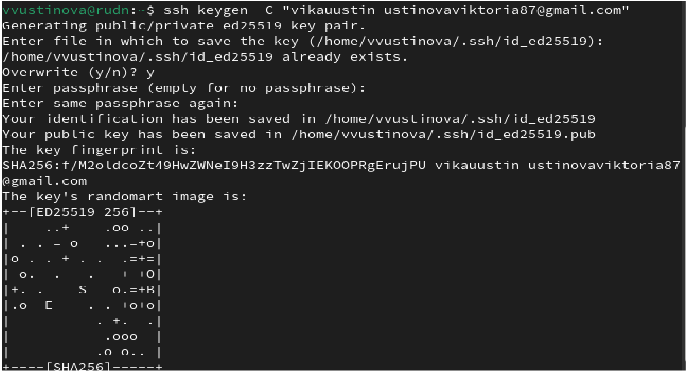 vvustinova@rudn:~$ ssh keygen  C "vikauustin ustinovaviktoria87@gmail.com"
Generating public/private ed25519 key pair.
Enter file in which to save the key (/home/vvustinova/.ssh/id_ed25519):
/home/vvustinova/.ssh/id_ed25519 already exists.
Overwrite (y/n)? y
Enter passphrase (empty for no passphrase):
Enter same passphrase again:
Your identification has been saved in /home/vvustinova/.ssh/id_ed25519
Your public key has been saved in /home/vvustinova/.ssh/id_ed25519.pub
The key fingerprint is:
SHA256:f/M2oldcoZt49HwZWNeI9H3zzTwZjIEKOOPRgErujPU vikauustin ustinovaviktoria87
@gmail.com
The key's randomart image is:
+--[ED25519 256]--+
|    ..+    .oo ..|
| . . = o   ...=+o|
|o . . + . .  .=+=|
| o.  .   .   + +O|
|+. .    S   o.=+B|
|.o  E    . . +o+o|
|          . +.  .|
|           .ooo  |
|          .o o.. |
+----[SHA256]-----+